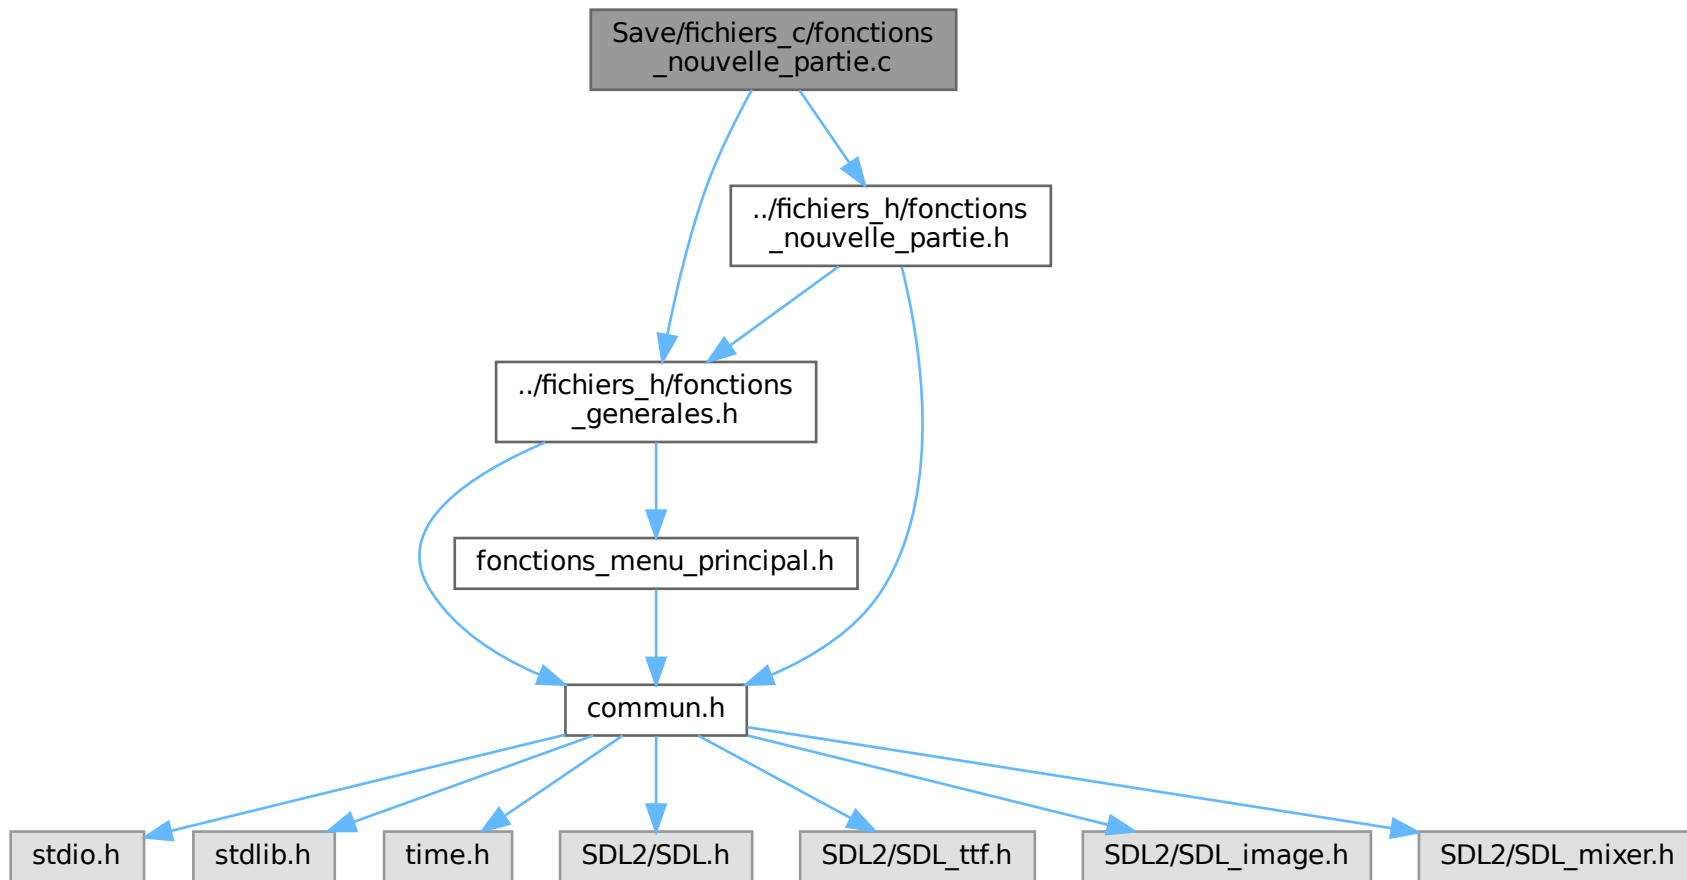 Save/fichiers_c/fonctions
_nouvelle_partie.c
../fichiers_h/fonctions
_nouvelle_partie.h
../fichiers_h/fonctions
_generales.h
fonctions_menu_principal.h
commun.h
stdio.h
stdlib.h
time.h
SDL2/SDL.h
SDL2/SDL_ttf.h
SDL2/SDL_image.h
SDL2/SDL_mixer.h